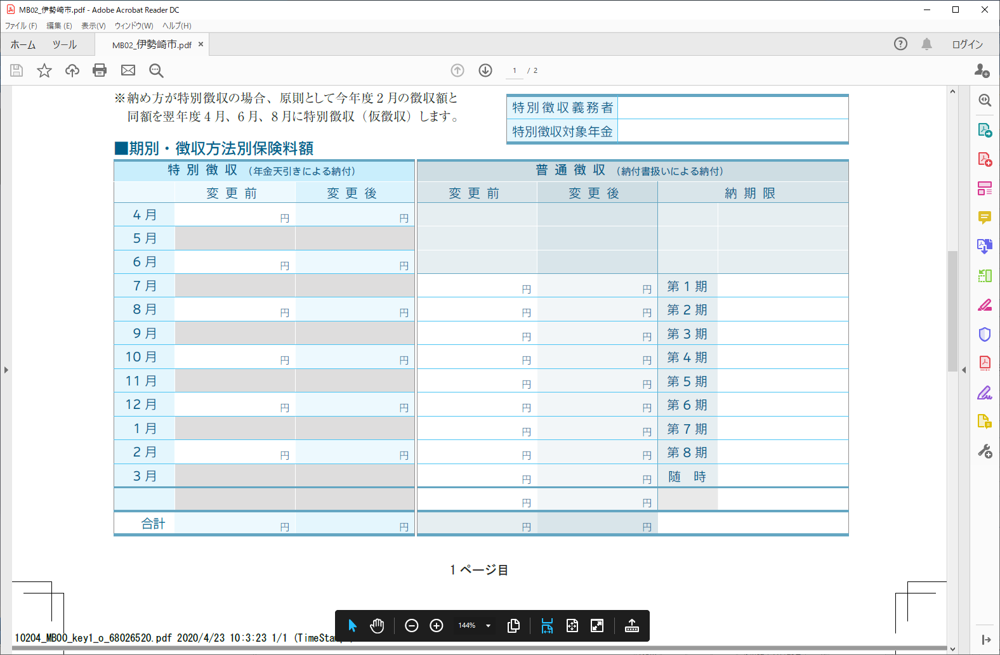 MB02_伊勢崎市.pdf - Adobe Acrobat Reader DC
ファイル (F) 編集 (E) 表示(V) ウィンドウ(W) ヘルプ(H)
ホーム ツール MB02_伊勢崎市.pdf × ログイン
1 / 2
※納め方が特別徴収の場合、原則として今年度2月の徴収額と
同額を翌年度4月、6月、8月に特別徴収（仮徴収）します。
特別徴収義務者
特別徴収対象年金
■期別・徴収方法別保険料額
特別徴収（年金天引きによる納付） 普通徴収（納付書扱いによる納付）
変更前 変更後 変更前 変更後 納期限
4月 円 円
5月
6月 円 円
7月 円 円 第1期
8月 円 円 円 円 第2期
9月 円 円 第3期
10月 円 円 円 円 第4期
11月 円 円 第5期
12月 円 円 円 円 第6期
1月 円 円 第7期
2月 円 円 円 円 第8期
3月 円 円 随時
円 円
合計 円 円 円 円
1ページ目
144%
10204_MB00_key1_o_68026520.pdf 2020/4/23 10:3:23 1/1 (TimeStam